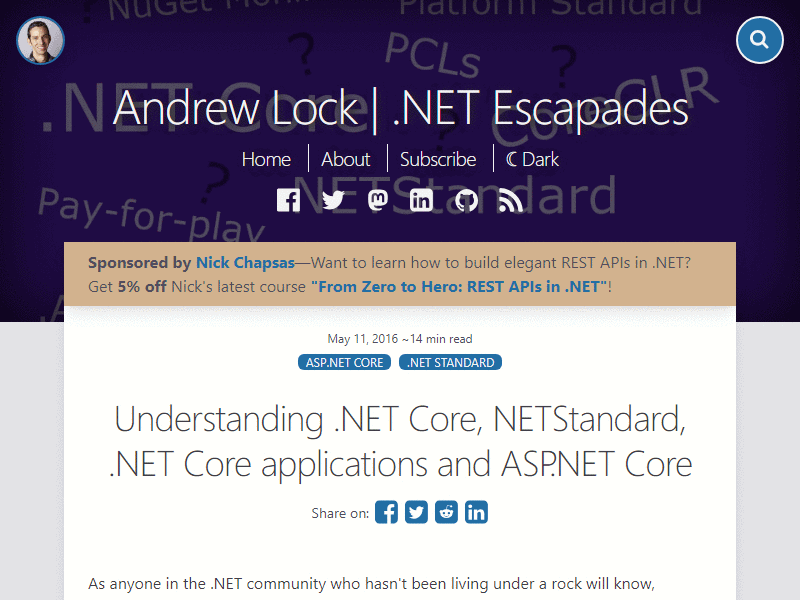 NuGet
Platform Standard
PCLs
?
?
.NET Core
CoreCLR
Andrew Lock | .NET Escapades
Home
About
Subscribe
Dark
?
NETStandard
Pay-for-play
Sponsored by Nick Chapsas—Want to learn how to build elegant REST APIs in .NET?
Get 5% off Nick's latest course "From Zero to Hero: REST APIs in .NET"!
May 11, 2016 ~14 min read
ASP.NET CORE
.NET STANDARD
Understanding .NET Core, NETStandard,
.NET Core applications and ASP.NET Core
Share on:
As anyone in the .NET community who hasn't been living under a rock will know,